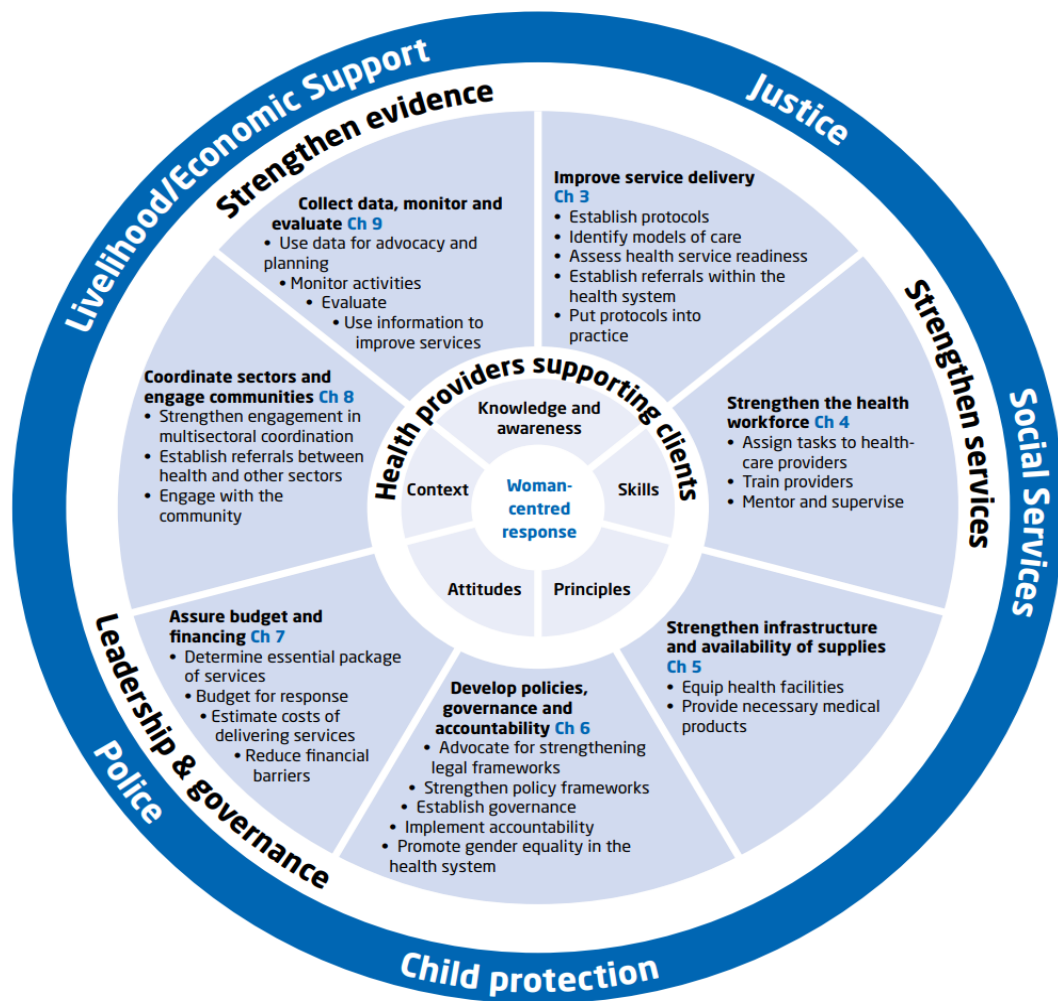 Livelihood/Economic Support
Justice
Social Services
Child protection
Police
Strengthen evidence
Strengthen services
Leadership & governance
Improve service delivery
Ch 3
• Establish protocols
• Identify models of care
• Assess health service readiness
• Establish referrals within the
health system
• Put protocols into
practice
Strengthen the health
workforce Ch 4
• Assign tasks to health-
care providers
• Train providers
• Mentor and supervise
Strengthen infrastructure
and availability of supplies
Ch 5
• Equip health facilities
• Provide necessary medical
products
Develop policies,
governance and
accountability Ch 6
• Advocate for strengthening
legal frameworks
• Strengthen policy frameworks
• Establish governance
• Implement accountability
• Promote gender equality in the
health system
Assure budget and
financing Ch 7
• Determine essential package
of services
• Budget for response
• Estimate costs of
delivering services
• Reduce financial
barriers
Coordinate sectors and
engage communities Ch 8
• Strengthen engagement in
multisectoral coordination
• Establish referrals between
health and other sectors
• Engage with the
community
Collect data, monitor and
evaluate Ch 9
• Use data for advocacy and
planning
• Monitor activities
• Evaluate
• Use information to
improve services
Health providers supporting clients
Knowledge and
awareness
Skills
Principles
Attitudes
Context
Woman-
centred
response